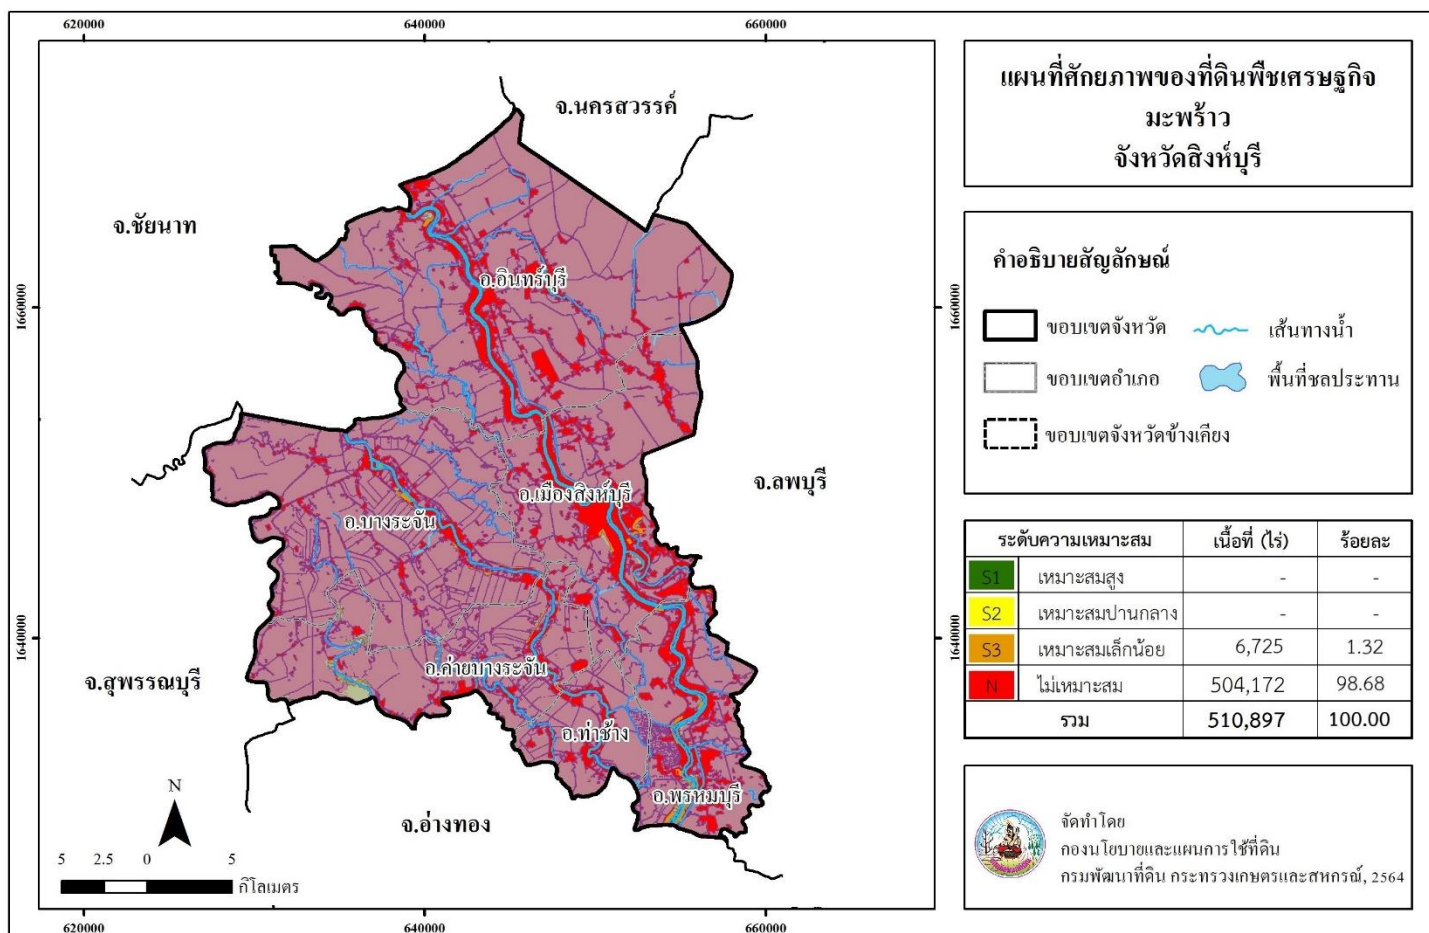 620000
640000
660000
แผนที่ศักยภาพของที่ดินพืชเศรษฐกิจ
มะพร้าว
จังหวัดสิงห์บุรี
จ.นครสวรรค์
จ.ชัยนาท
อ.อินทร์บุรี
1660000
1660000
คำอธิบายสัญลักษณ์
ขอบเขตจังหวัด
เส้นทางน้ำ
ขอบเขตอำเภอ
พื้นที่ชลประทาน
ขอบเขตจังหวัดข้างเคียง
จ.ลพบุรี
อ.เมืองสิงห์บุรี
อ.บางระจัน
ระดับความเหมาะสม เนื้อที่ (ไร่) ร้อยละ
S1 เหมาะสมสูง - -
S2 เหมาะสมปานกลาง - -
S3 เหมาะสมเล็กน้อย 6,725 1.32
N ไม่เหมาะสม 504,172 98.68
รวม 510,897 100.00
1640000
1640000
จ.สุพรรณบุรี
อ.ค่ายบางระจัน
อ.ท่าช้าง
อ.พรหมบุรี
จ.อ่างทอง
N
5 2.5 0 5
กิโลเมตร
จัดทำโดย
กองนโยบายและแผนการใช้ที่ดิน
กรมพัฒนาที่ดิน กระทรวงเกษตรและสหกรณ์, 2564
620000
640000
660000